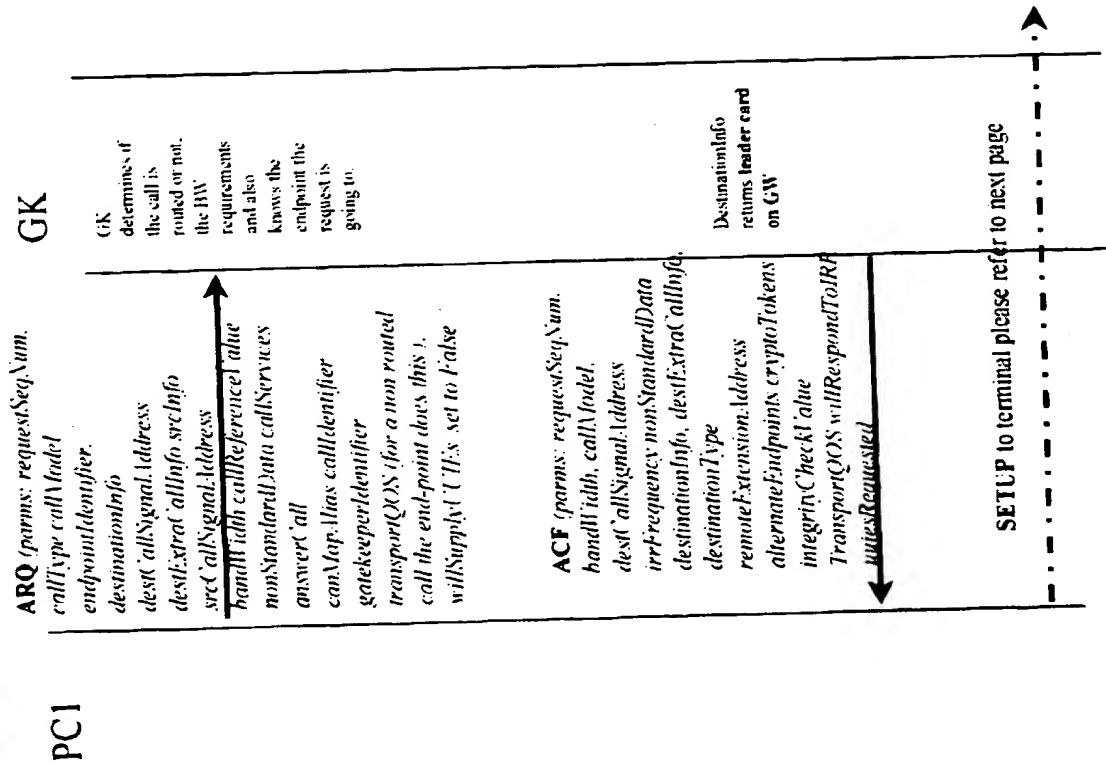 PC1
GK
ARQ (parms: requestSeqNum.
callType callModel
endpointIdentifier.
destinationInfo
destCallSignalAddress
destExtraCallInfo srcInfo
srcCallSignalAddress
bandWidth callReferenceValue
nonStandardData callServices
answerCall
canMapAlias callIdentifier
gatekeeperIdentifier
transportQOS (for a non routed
call the end-point does this ).
willSupplyUUIEs set to False
GK
determines if
the call is
routed or not.
the BW
requirements
and also
knows the
endpoint the
request is
going to.
ACF (parms: requestSeqNum.
bandWidth, callModel.
destCallSignalAddress
irrFrequency nonStandardData
destinationInfo, destExtraCallInfo.
destinationType
remoteExtensionAddress
alternateEndpoints cryptoTokens
integrityCheckValue
TransportQOS willRespondToIRR
uuiesRequested
DestinationInfo
returns leader card
on GW
SETUP to terminal please refer to next page